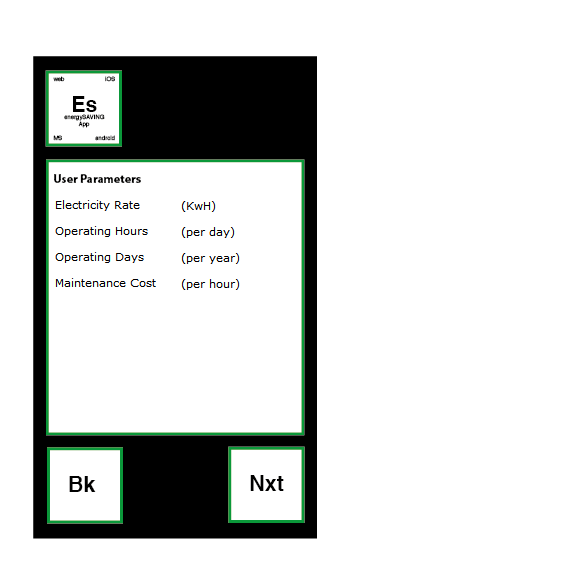 web iOS
Es
energySAVING
App
MS android
User Parameters
Electricity Rate (KwH)
Operating Hours (per day)
Operating Days (per year)
Maintenance Cost (per hour)
Bk Nxt